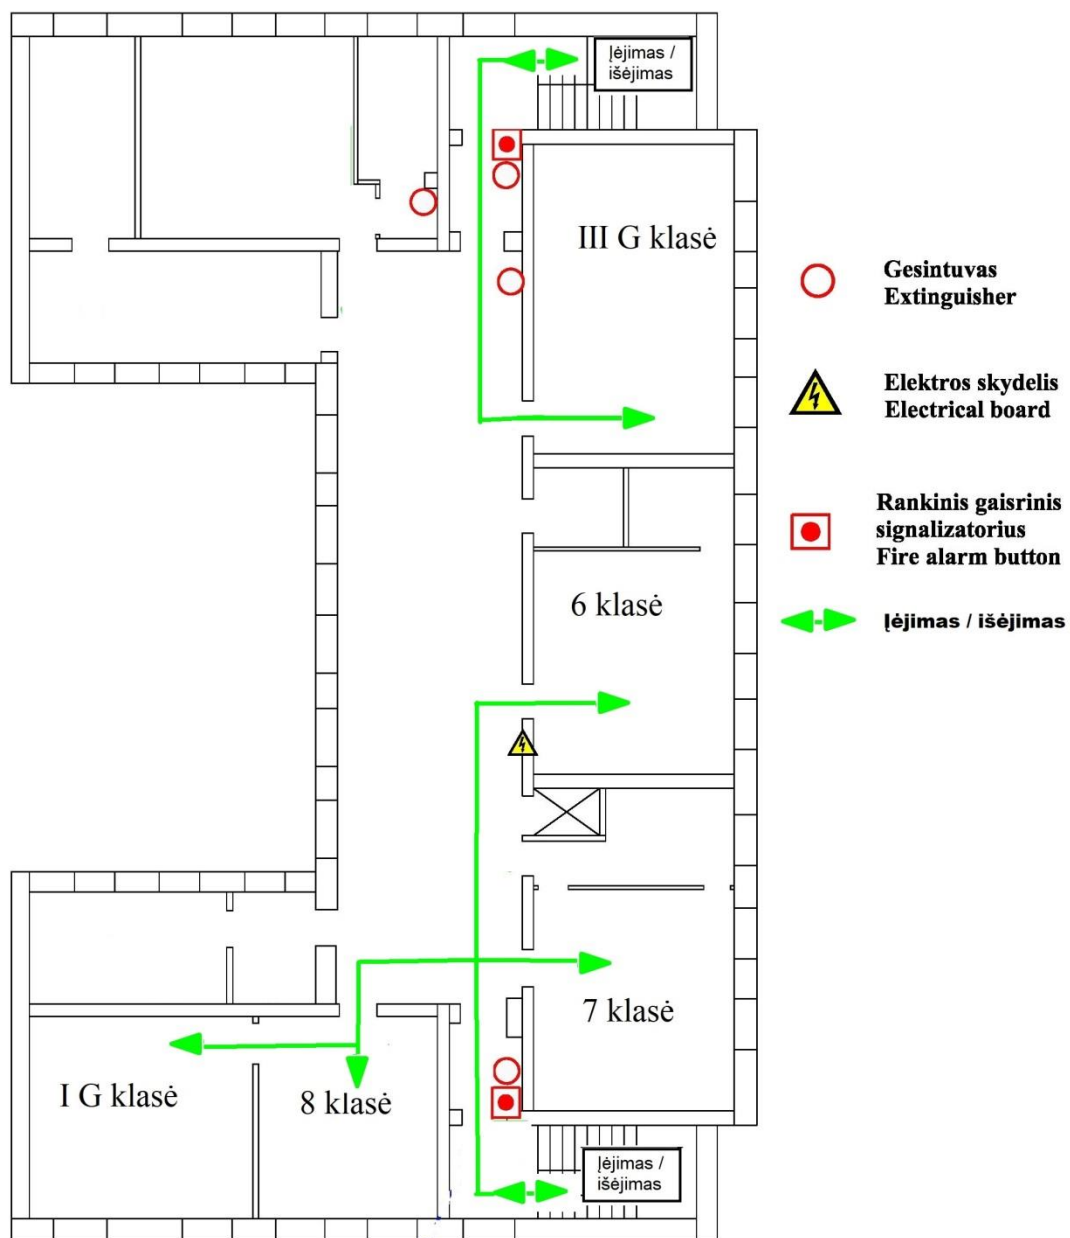 Įėjimas /
išėjimas
III G klasė
Gesintuvas
Extinguisher
Elektros skydelis
Electrical board
Rankinis gaisrinis
signalizatorius
Fire alarm button
Įėjimas / išėjimas
6 klasė
7 klasė
I G klasė
8 klasė
Įėjimas /
išėjimas